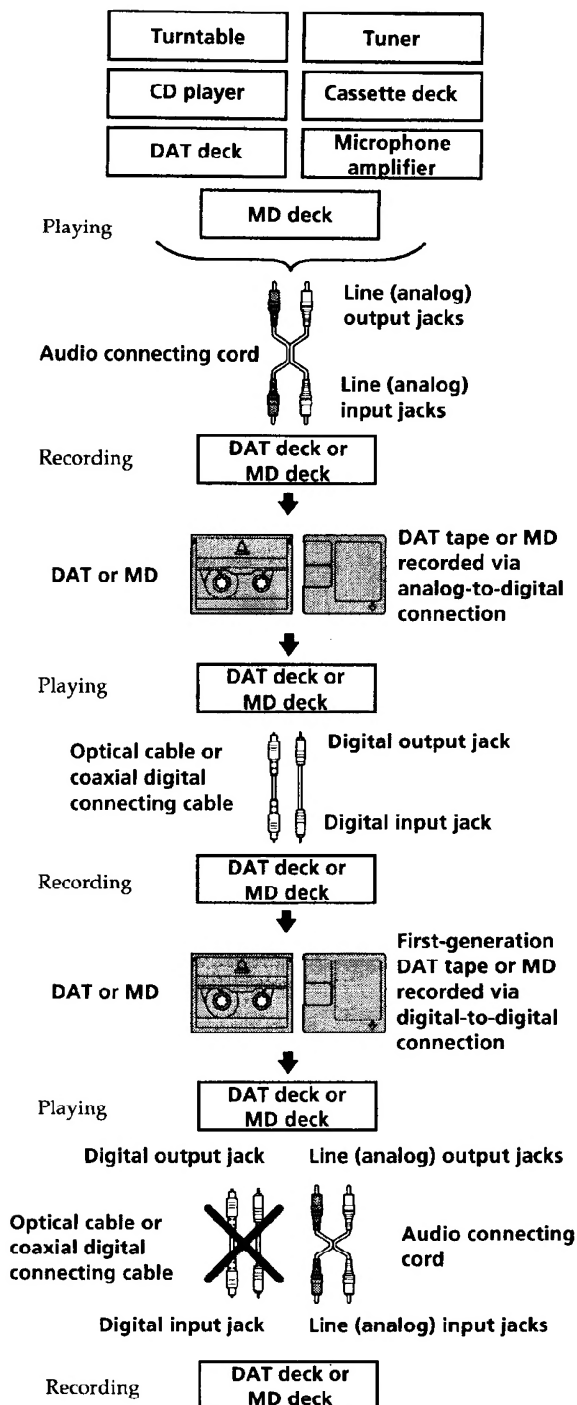 Turntable
Tuner
CD player
Cassette deck
DAT deck
Microphone
amplifier
MD deck
Playing
Line (analog)
output jacks
Audio connecting cord
Line (analog)
input jacks
Recording
DAT deck or
MD deck
DAT or MD
DAT tape or MD
recorded via
analog-to-digital
connection
Playing
DAT deck or
MD deck
Optical cable or
coaxial digital
connecting cable
Digital output jack
Digital input jack
Recording
DAT deck or
MD deck
DAT or MD
First-generation
DAT tape or MD
recorded via
digital-to-digital
connection
Playing
DAT deck or
MD deck
Digital output jack
Line (analog) output jacks
Optical cable or
coaxial digital
connecting cable
Audio connecting
cord
Digital input jack
Line (analog) input jacks
Recording
DAT deck or
MD deck